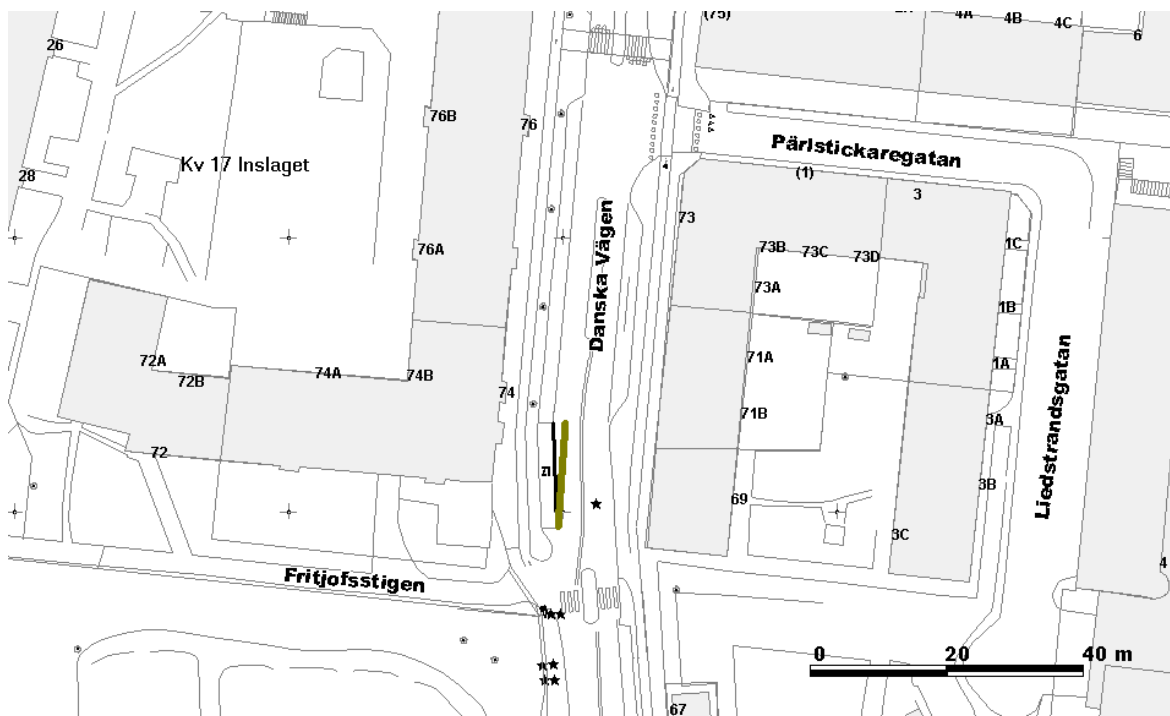 (75)
4A
4B
4C
6
26
76B
76
Pärlstickaregatan
Kv 17 Inslaget
28
(1)
3
73
Danska Vägen
76A
73B
73C
73D
1C
73A
1B
72A
72B
74A
74B
74
71A
1A
71B
3A
Liedstrandsgatan
72
21
69
3B
3C
4
Fritjofsstigen
0
20
40 m
67